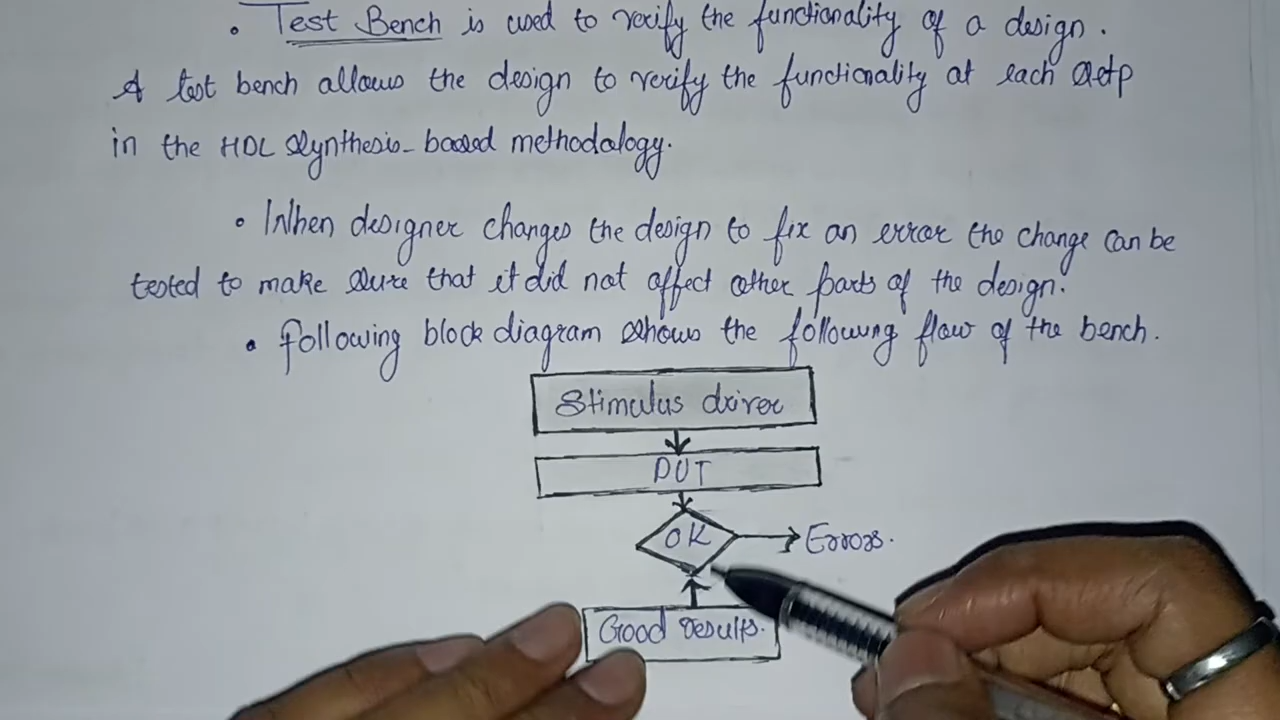 • Test Bench is used to verify the functionality of a design.
A test bench allows the design to verify the functionality at each step
in the HDL synthesis-based methodology.
• When designer changes the design to fix an error the change can be
tested to make sure that it did not affect other parts of the design.
• following block diagram shows the following flow of the bench.
Stimulus driver
DUT
OK
Errors.
Good results.